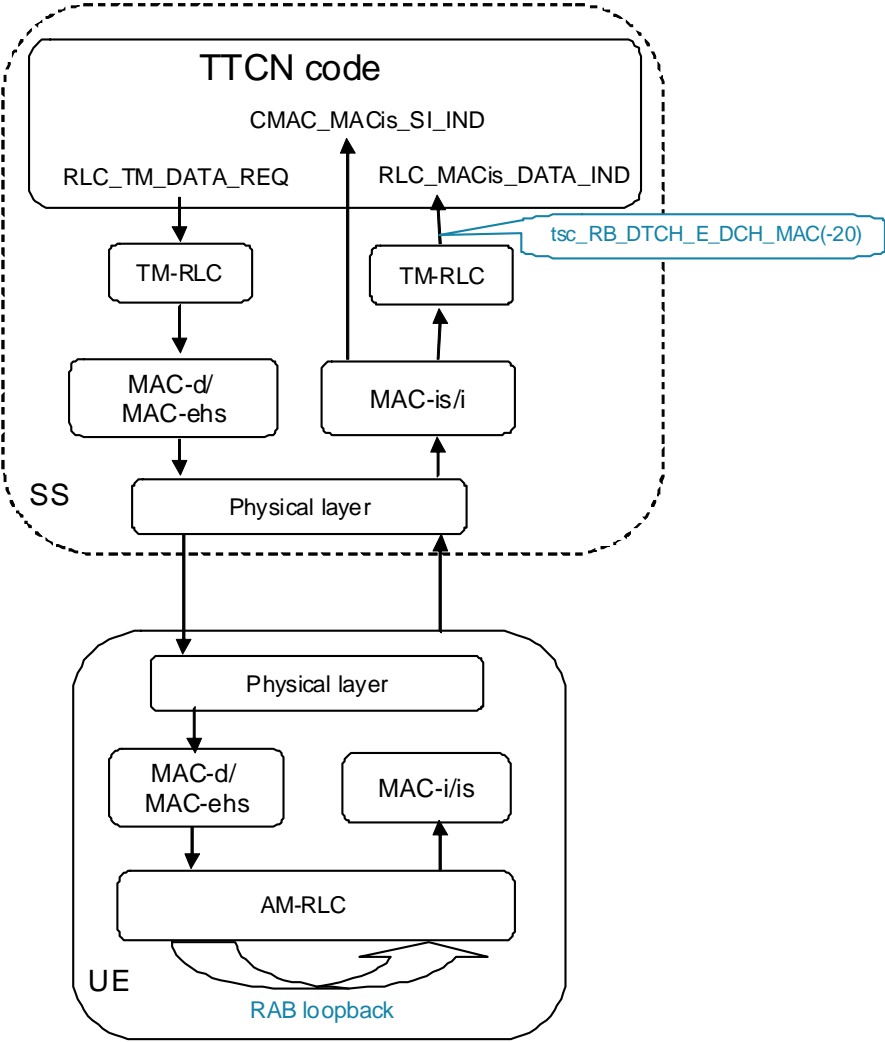 TTCN code
CMAC_MACis_SI_IND
RLC_TM_DATA_REQ
RLC_MACis_DATA_IND
tsc_RB_DTCH_E_DCH_MAC(-20)
TM-RLC
TM-RLC
MAC-d/
MAC-ehs
MAC-is/i
SS
Physical layer
Physical layer
MAC-d/
MAC-ehs
MAC-i/is
AM-RLC
UE
RAB loopback